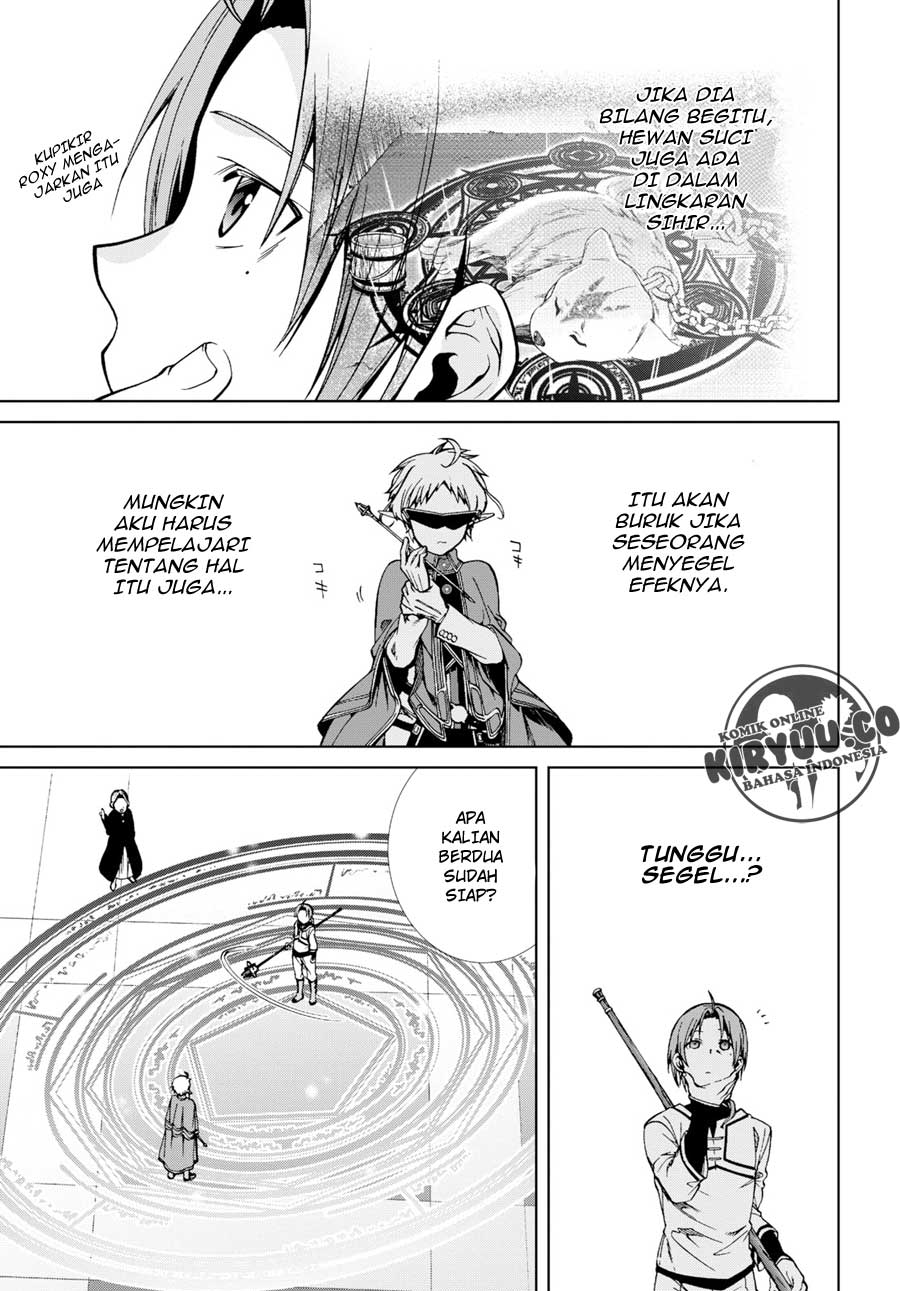 JIKA DIA
BILANG BEGITU,
HEWAN SUCI
JUGA ADA
DI DALAM
LINGKARAN
SIHIR...
KUPIKIR
ROXY MENGA-
JARKAN ITU
JUGA
ITU AKAN
BURUK JIKA
SESEORANG
MENYEGEL
EFEKNYA.
コキ
コキ
MUNGKIN
AKU HARUS
MEMPELAJARI
TENTANG HAL
ITU JUGA...
KOMIK ONLINE
KIRYUU.CO
BAHASA INDONESIA
TUNGGU...
SEGEL...?
APA
KALIAN
BERDUA
SUDAH
SIAP?